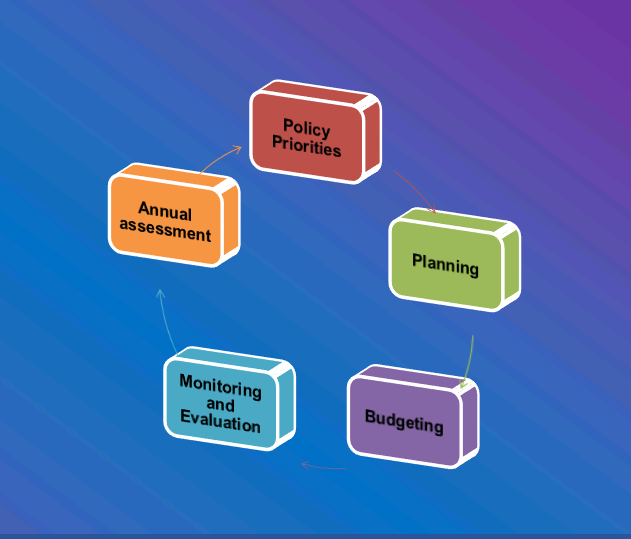 Policy
Priorities
Planning
Budgeting
Monitoring
and
Evaluation
Annual
assessment